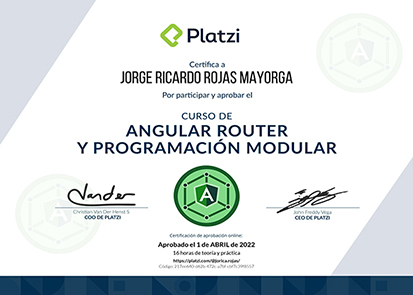 Platzi
Certifica a
JORGE RICARDO ROJAS MAYORGA
Por participar y aprobar el
CURSO DE
ANGULAR ROUTER
Y PROGRAMACIÓN MODULAR
Christian Van Der Henst S
COO DE PLATZI
John Freddy Vega
CEO DE PLATZI
Certificación de aprobación online:
Aprobado el 1 de ABRIL de 2022
16 horas de teoría y práctica
Código: